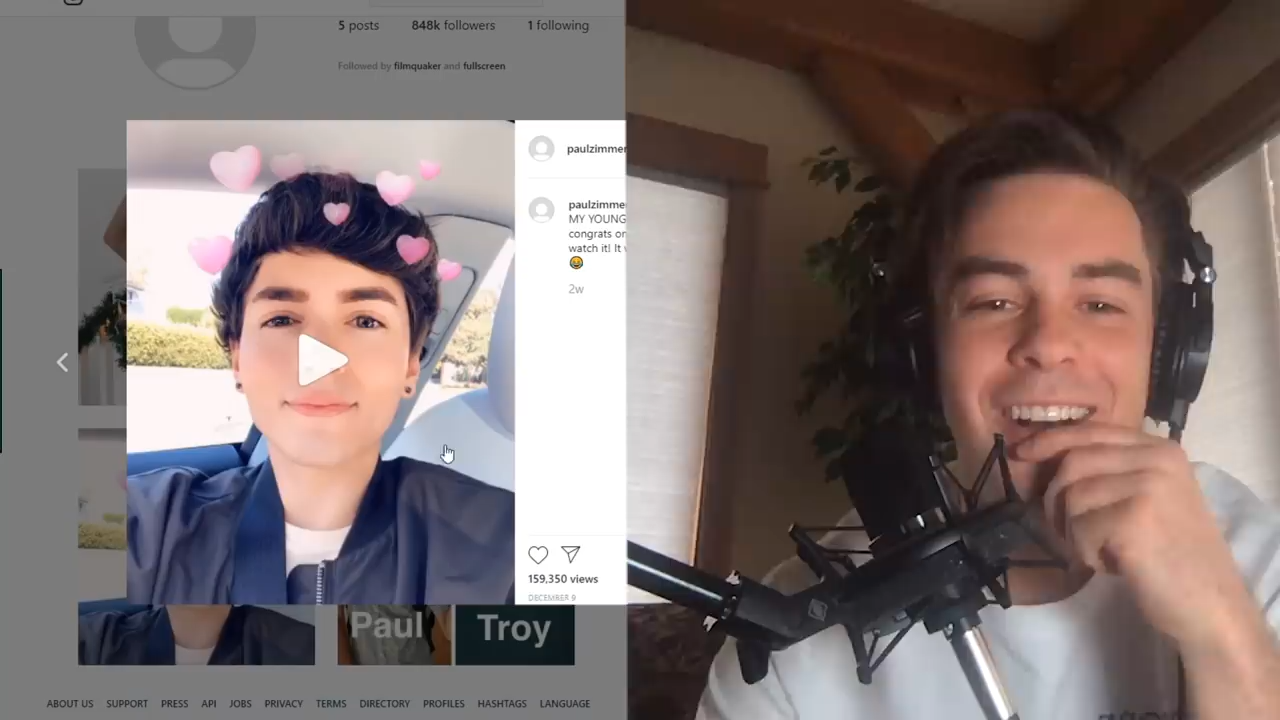 5 posts 848k followers 1 following
Followed by filmquaker and fullscreen
paulzimmer
paulzimme
MY YOUNG
congrats or
watch it! It
2w
159,350 views
DECEMBER 9
Paul Troy
ABOUT US SUPPORT PRESS API JOBS PRIVACY TERMS DIRECTORY PROFILES HASHTAGS LANGUAGE